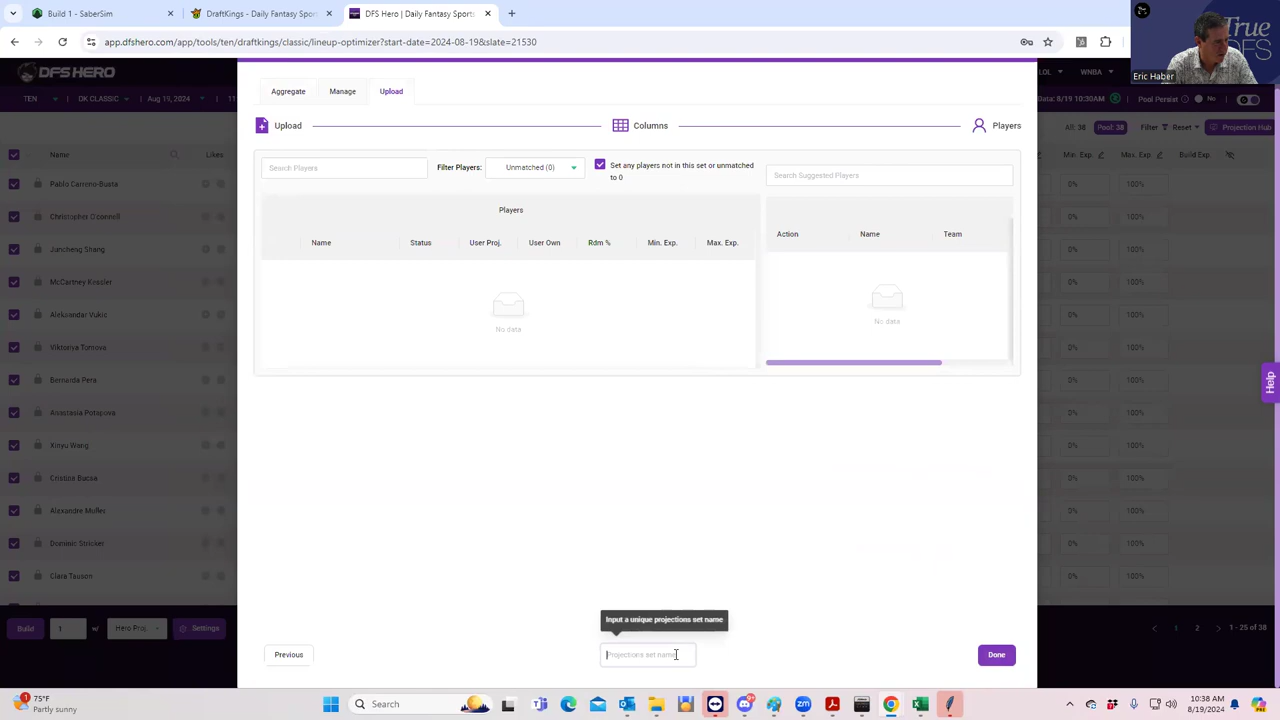 Build 1 - SaberSim
DraftKings - Daily Fantasy Sports
DFS Hero | Daily Fantasy Sports
app.dfshero.com/app/tools/ten/draftkings/classic/lineup-optimizer?start-date=2024-08-19&slate=21530
True
DFS
Eric Haber
DFS HERO
LOL
WNBA
Aggregate
Manage
Upload
TEN
DK CLASSIC
Aug 19, 2024
Data: 8/19 10:30AM
Pool Persist
No
Upload
Columns
Players
All: 38
Pool: 38
Filter
Reset
Projection Hub
Name
Likes
Search Players
Filter Players:
Unmatched (0)
Set any players not in this set or unmatched
to 0
Search Suggested Players
Min. Exp.
Max. Exp.
Build Exp.
Players
Name
Status
User Proj.
User Own
Rdm %
Min. Exp.
Max. Exp.
Action
Name
Team
No data
No data
Pablo Carreno-Busta
0%
100%
Christopher O'connell
0%
100%
Juncheng Shang
0%
100%
McCartney Kessler
0%
100%
Aleksandar Vukic
0%
100%
Viktoriya Tomova
0%
100%
Bernarda Pera
0%
100%
Anastasia Potapova
0%
100%
Xinyu Wang
0%
100%
Cristina Bucsa
0%
100%
Alexandre Muller
0%
100%
Dominic Stricker
0%
100%
Clara Tauson
0%
100%
Help
Input a unique projections set name
Build
1
w/
Hero Proj.
Settings
1
2
1 - 25 of 38
Previous
Projections set name
Done
75°F
Partly sunny
Search
10:38 AM
8/19/2024